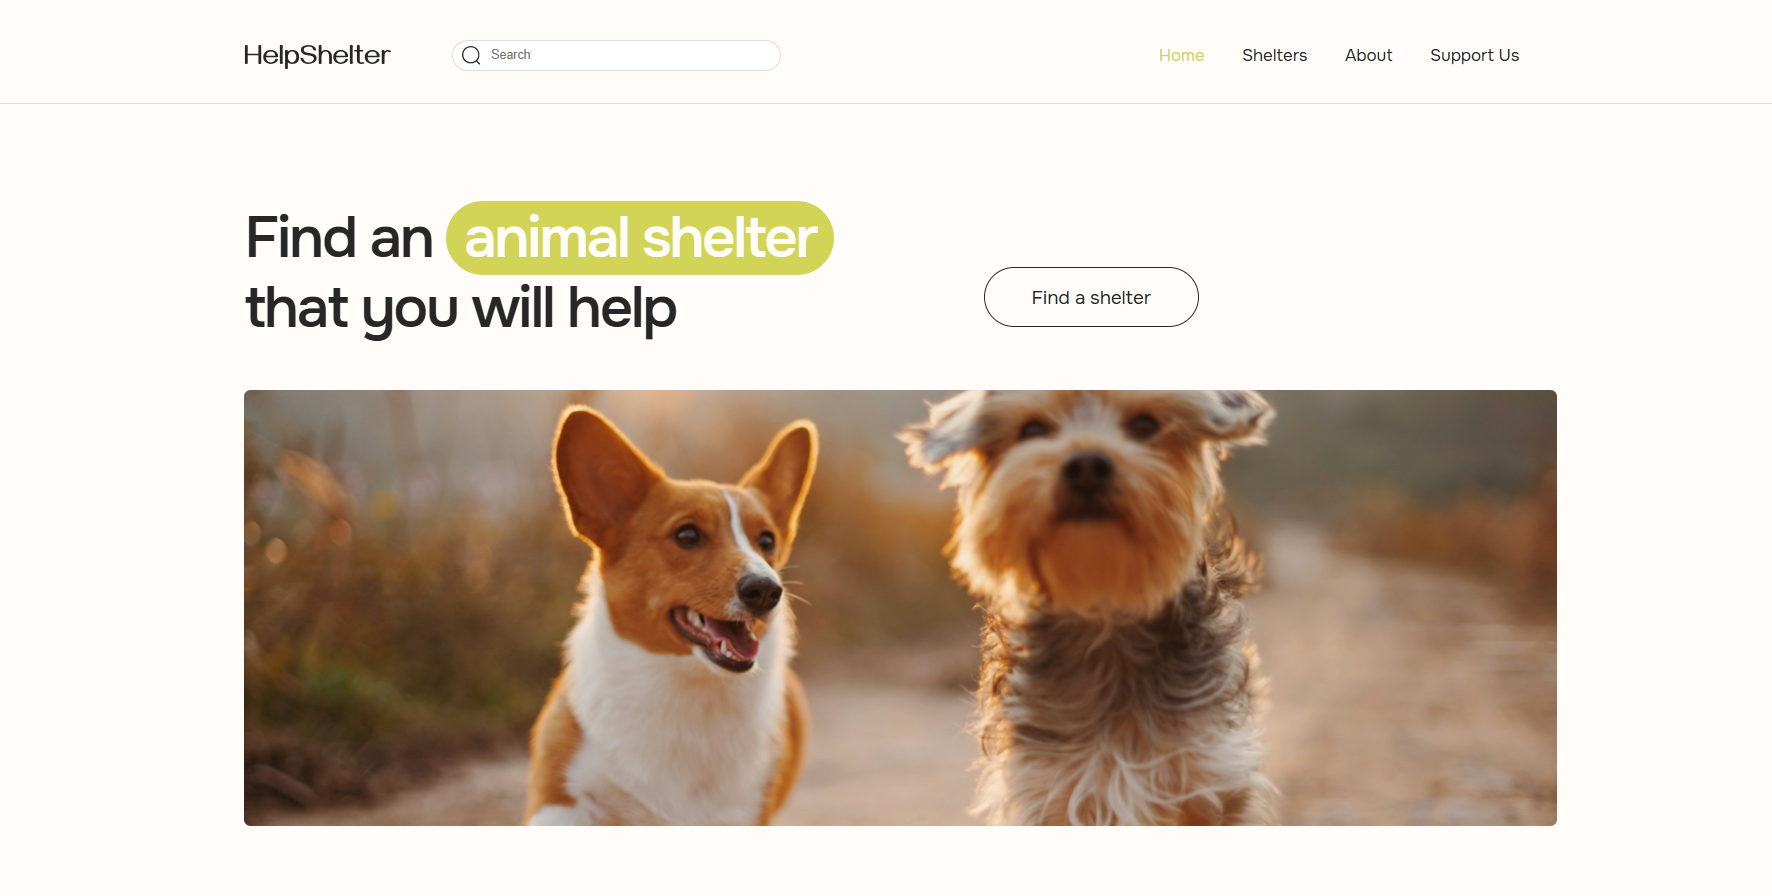 HelpShelter
Search
Home
Shelters
About
Support Us
Find an animal shelter
that you will help
Find a shelter